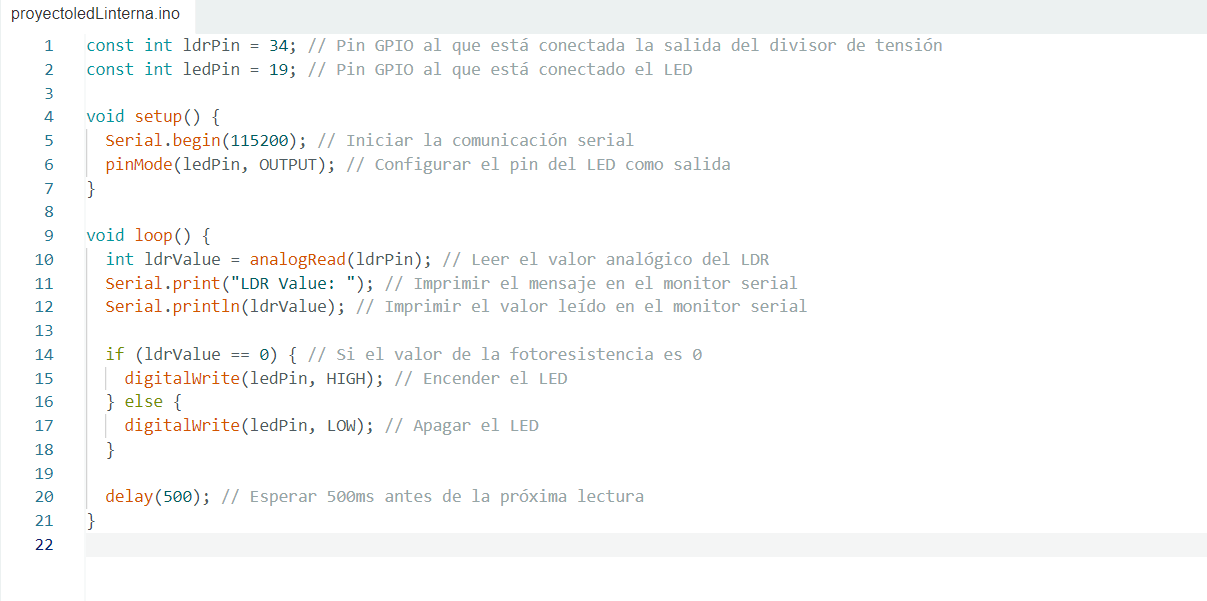 proyectoledLinterna.ino
1 const int ldrPin = 34; // Pin GPIO al que está conectada la salida del divisor de tensión
2 const int ledPin = 19; // Pin GPIO al que está conectado el LED
3
4 void setup() {
5 Serial.begin(115200); // Iniciar la comunicación serial
6 pinMode(ledPin, OUTPUT); // Configurar el pin del LED como salida
7 }
8
9 void loop() {
10 int ldrValue = analogRead(ldrPin); // Leer el valor analógico del LDR
11 Serial.print("LDR Value: "); // Imprimir el mensaje en el monitor serial
12 Serial.println(ldrValue); // Imprimir el valor leído en el monitor serial
13
14 if (ldrValue == 0) { // Si el valor de la fotoresistencia es 0
15 digitalWrite(ledPin, HIGH); // Encender el LED
16 } else {
17 digitalWrite(ledPin, LOW); // Apagar el LED
18 }
19
20 delay(500); // Esperar 500ms antes de la próxima lectura
21 }
22